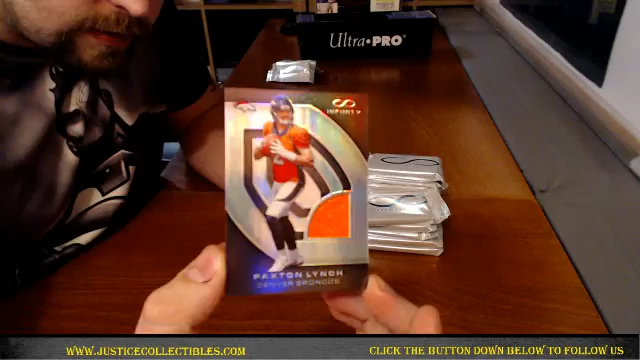 Ultra•PRO®
INFINITY
PAXTON LYNCH
DENVER BRONCOS
WWW.JUSTICECOLLECTIBLES.COM
CLICK THE BUTTON DOWN BELOW TO FOLLOW US